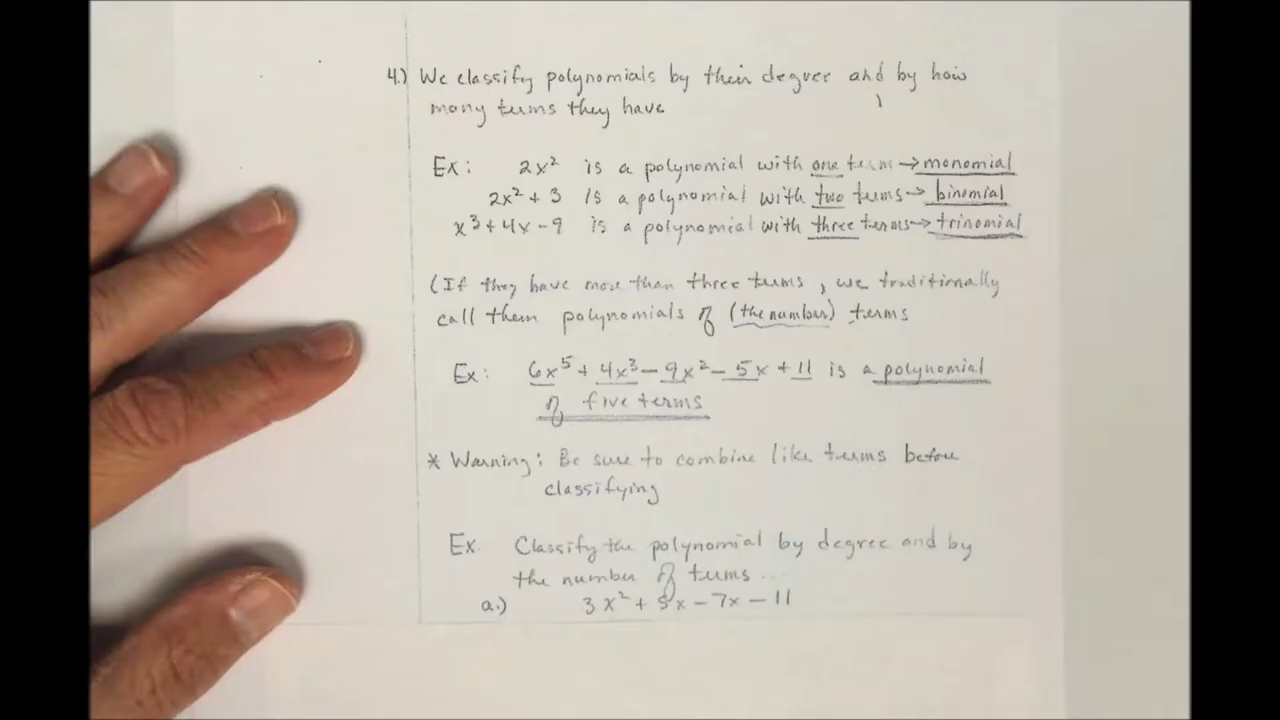 4.) We classify polynomials by their degree and by how
many terms they have
Ex: 2x² is a polynomial with one term → monomial
2x² + 3 is a polynomial with two terms → binomial
x³ + 4x - 9 is a polynomial with three terms → trinomial
(If they have more than three terms, we traditionally
call them polynomials of (the number) terms
Ex: 6x⁵ + 4x³ - 9x² - 5x + 11 is a polynomial
of five terms
* Warning: Be sure to combine like terms before
classifying
Ex. Classify the polynomial by degree and by
the number of terms...
a.) 3x² + 5x - 7x - 11